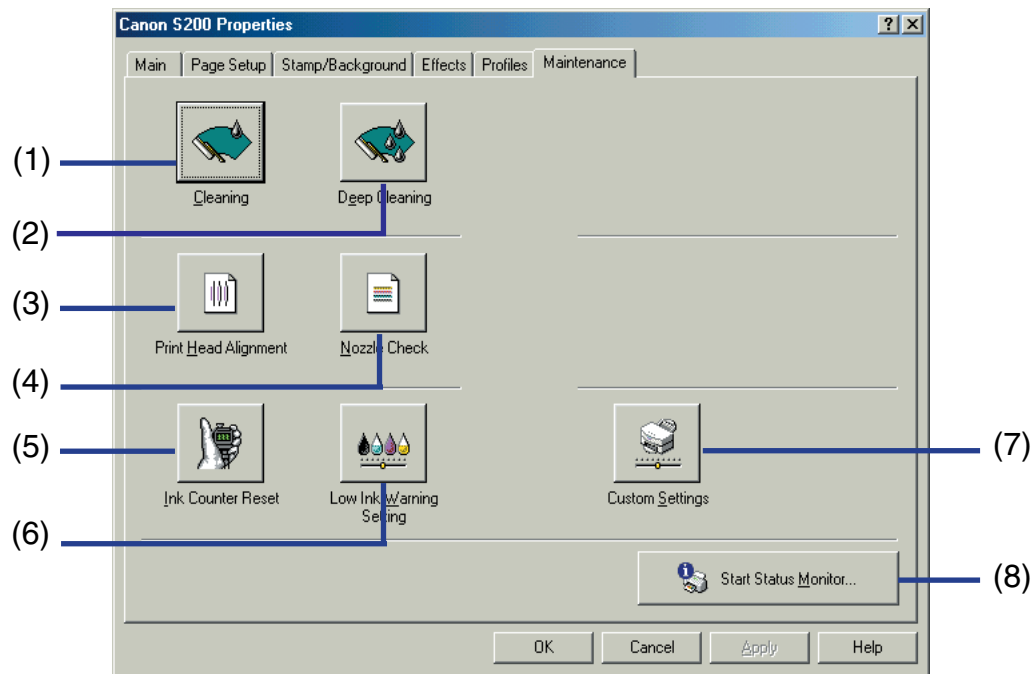 Canon S200 Properties
Main Page Setup Stamp/Background Effects Profiles Maintenance
(1)
Cleaning Deep Cleaning
(2)
(3)
Print Head Alignment Nozzle Check
(4)
(5)
(7)
Ink Counter Reset Low Ink Warning Setting Custom Settings
(6)
Start Status Monitor...
(8)
OK Cancel Apply Help